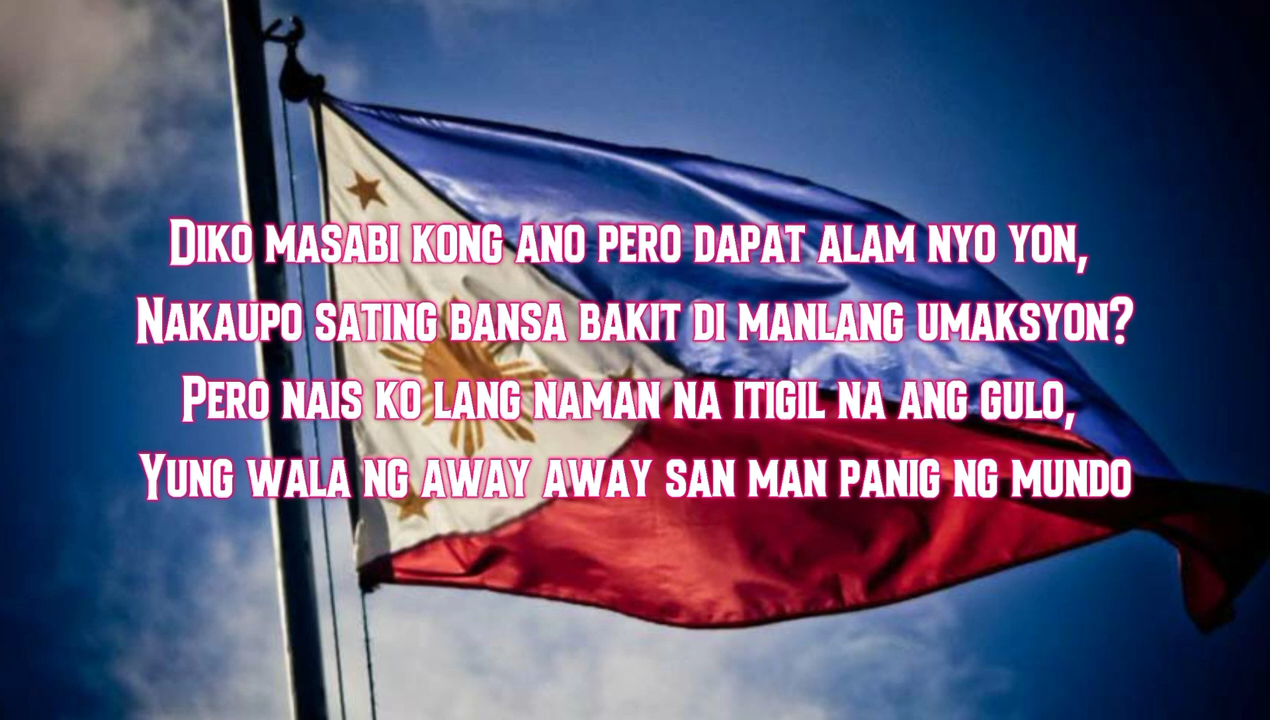 Diko masabi kong ano pero dapat alam nyo yon,
Nakaupo sating bansa bakit di manlang umaksyon?
Pero nais ko lang naman na itigil na ang gulo,
Yung wala ng away away san man panig ng mundo